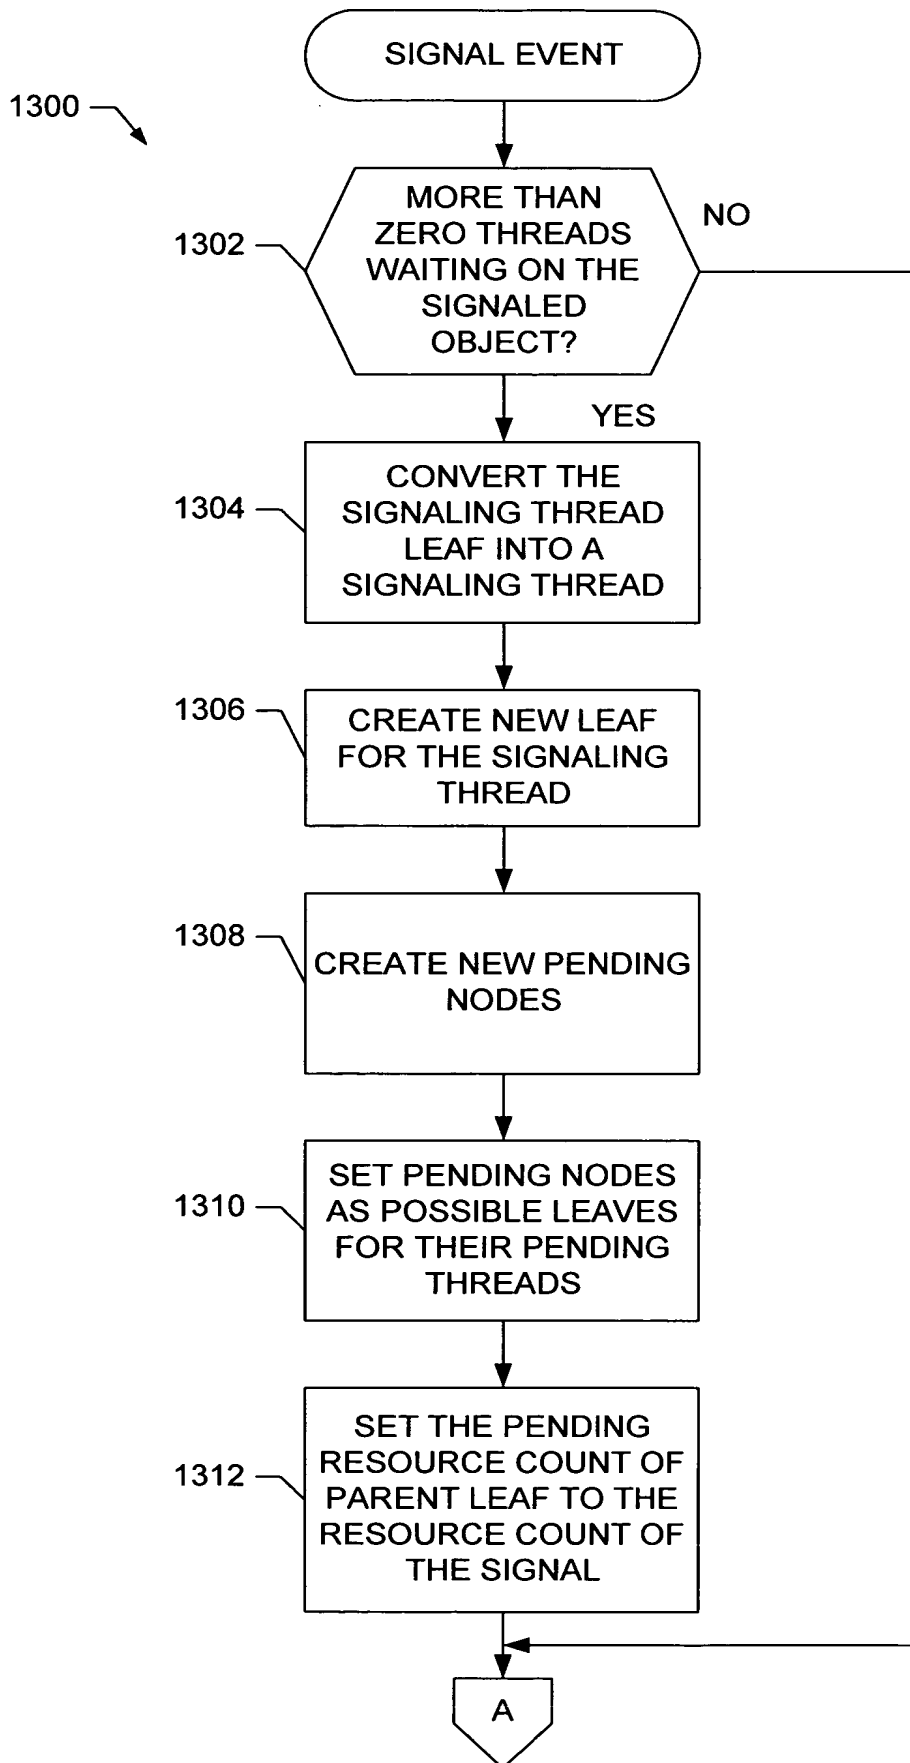 SIGNAL EVENT
1300
MORE THAN
ZERO THREADS
WAITING ON THE
SIGNALED
OBJECT?
1302
NO
YES
CONVERT THE
SIGNALING THREAD
LEAF INTO A
SIGNALING THREAD
1304
CREATE NEW LEAF
FOR THE SIGNALING
THREAD
1306
CREATE NEW PENDING
NODES
1308
SET PENDING NODES
AS POSSIBLE LEAVES
FOR THEIR PENDING
THREADS
1310
SET THE PENDING
RESOURCE COUNT OF
PARENT LEAF TO THE
RESOURCE COUNT OF
THE SIGNAL
1312
A